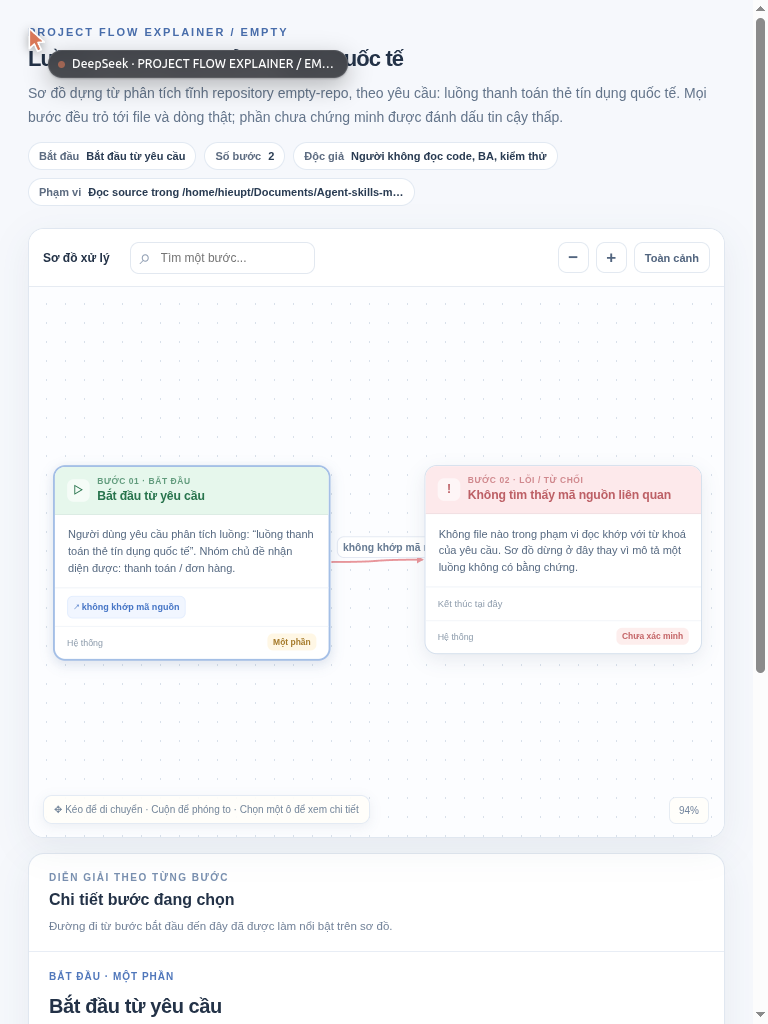 PROJECT FLOW EXPLAINER / EMPTY
DeepSeek · PROJECT FLOW EXPLAINER / EM...
quốc tế
Sơ đồ dựng từ phân tích tĩnh repository empty-repo, theo yêu cầu: luồng thanh toán thẻ tín dụng quốc tế. Mọi
bước đều trỏ tới file và dòng thật; phần chưa chứng minh được đánh dấu tin cậy thấp.
Bắt đầu Bắt đầu từ yêu cầu
Số bước 2
Độc giả Người không đọc code, BA, kiểm thử
Phạm vi Đọc source trong /home/hieupt/Documents/Agent-skills-m...
Sơ đồ xử lý
Tìm một bước...
− + Toàn cảnh
BƯỚC 01 · BẮT ĐẦU
Bắt đầu từ yêu cầu
Người dùng yêu cầu phân tích luồng: “luồng thanh
toán thẻ tín dụng quốc tế”. Nhóm chủ đề nhận
diện được: thanh toán / đơn hàng.
↗ không khớp mã nguồn
Hệ thống
Một phần
không khớp mã
BƯỚC 02 · LỖI / TỪ CHỐI
Không tìm thấy mã nguồn liên quan
Không file nào trong phạm vi đọc khớp với từ khoá
của yêu cầu. Sơ đồ dừng ở đây thay vì mô tả một
luồng không có bằng chứng.
Kết thúc tại đây
Hệ thống
Chưa xác minh
✥ Kéo để di chuyển · Cuộn để phóng to · Chọn một ô để xem chi tiết
94%
DIỄN GIẢI THEO TỪNG BƯỚC
Chi tiết bước đang chọn
Đường đi từ bước bắt đầu đến đây đã được làm nổi bật trên sơ đồ.
BẮT ĐẦU · MỘT PHẦN
Bắt đầu từ yêu cầu